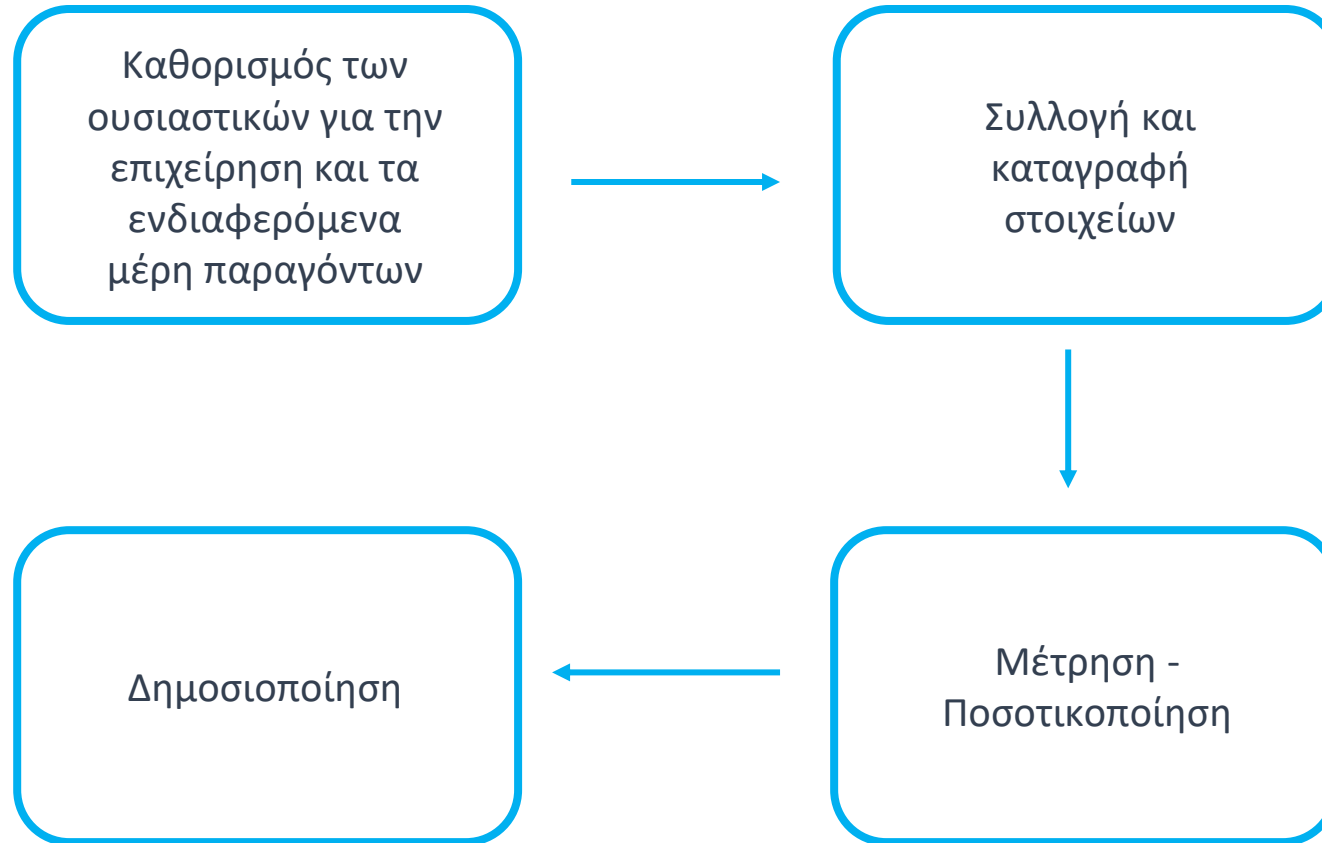 Καθορισμός των
ουσιαστικών για την
επιχείρηση και τα
ενδιαφερόμενα
μέρη παραγόντων
Συλλογή και
καταγραφή
στοιχείων
Μέτρηση -
Ποσοτικοποίηση
Δημοσιοποίηση